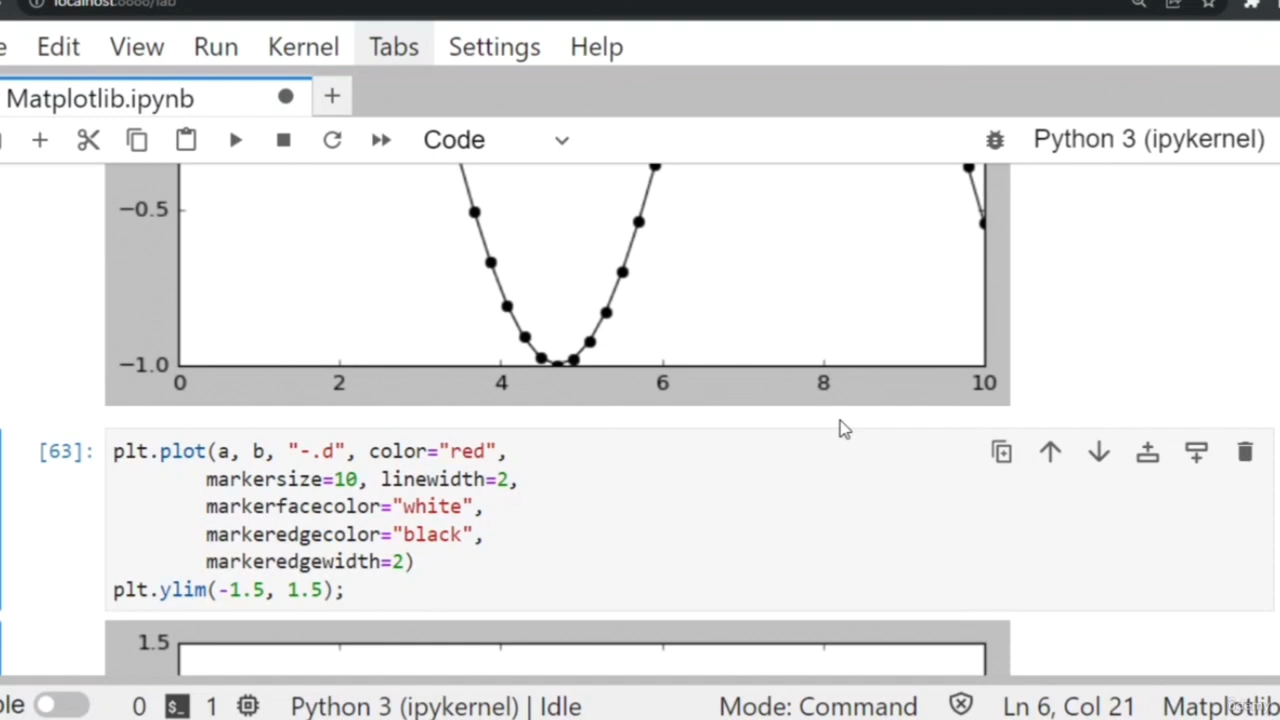 localhost:8888/lab
Edit View Run Kernel Tabs Settings Help
Matplotlib.ipynb
Code
Python 3 (ipykernel)
−0.5
−1.0
0 2 4 6 8 10
[63]: plt.plot(a, b, "-.d", color="red",
markersize=10, linewidth=2,
markerfacecolor="white",
markeredgecolor="black",
markeredgewidth=2)
plt.ylim(-1.5, 1.5);
1.5
0 $_ 1 Python 3 (ipykernel) | Idle Mode: Command Ln 6, Col 21 Matplotlib